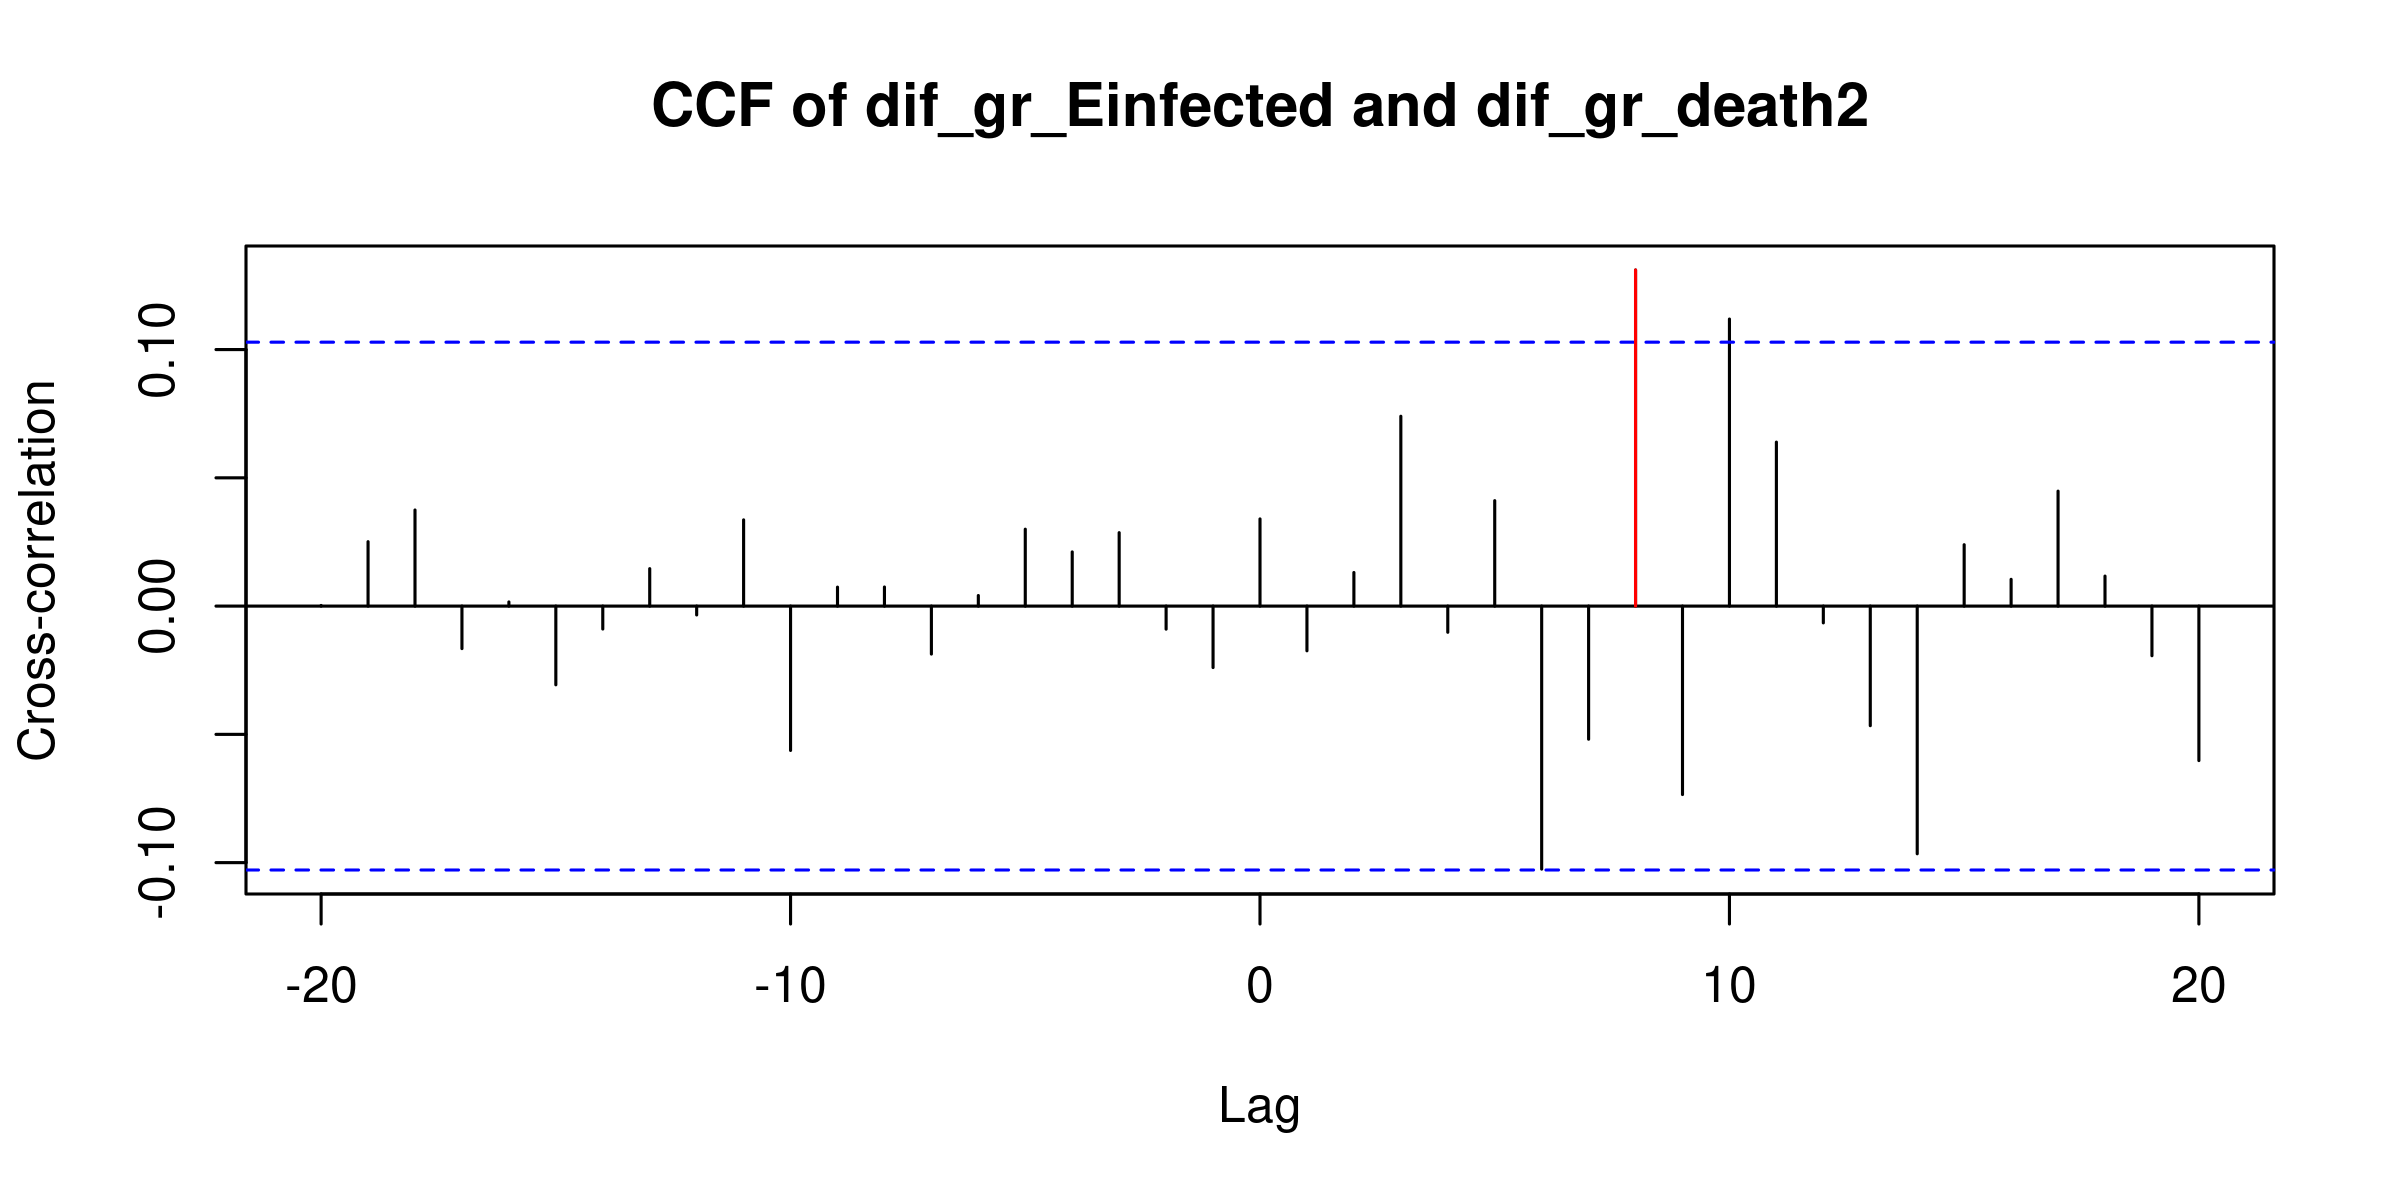 CCF of dif_gr_Einfected and dif_gr_death2
Cross-correlation
0.10
0.00
-0.10
-20 -10 0 10 20
Lag